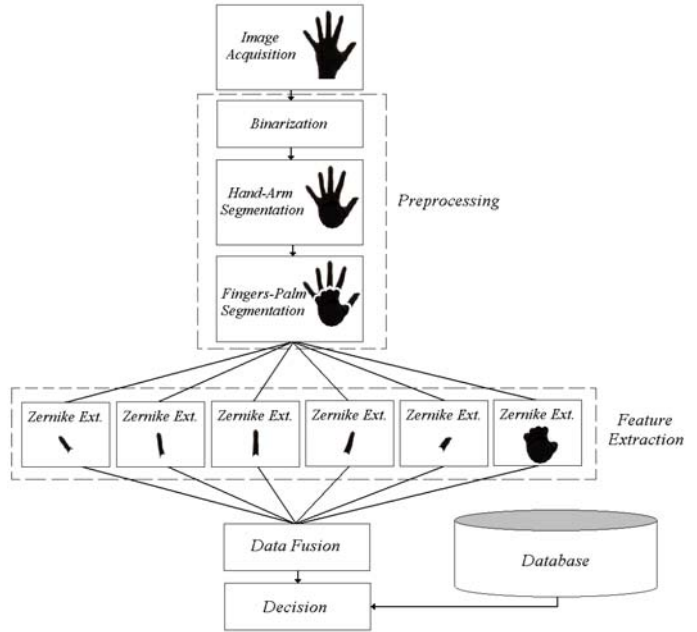 Image
Acquisition
Binarization
Hand-Arm
Segmentation
Preprocessing
Fingers-Palm
Segmentation
Zernike Ext. Zernike Ext. Zernike Ext. Zernike Ext. Zernike Ext. Zernike Ext.
Feature
Extraction
Data Fusion
Database
Decision